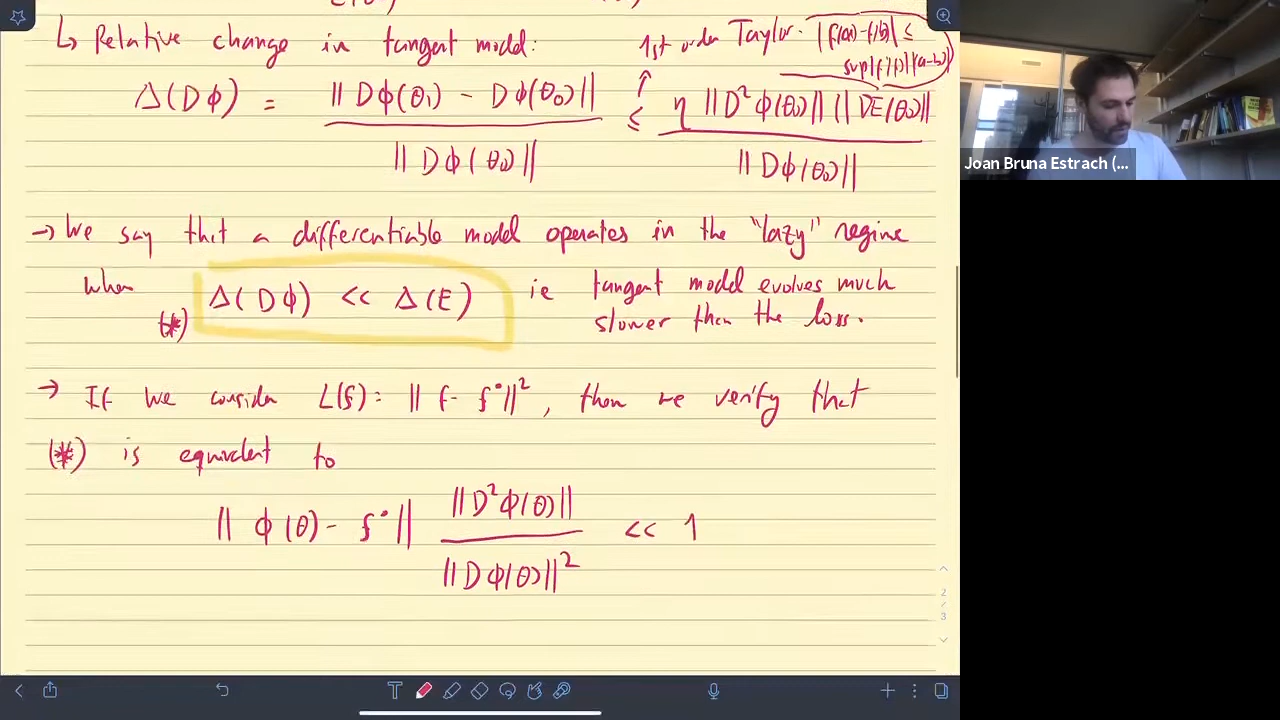 ↳ Relative change in tangent model: 1st order Taylor. |f(a)-f(b)| ≤ sup|f'(p)| |(a-b)|
Δ(Dϕ) = || Dϕ(θ₁) - Dϕ(θ₀)|| / || Dϕ(θ₀)|| ≤ η ||D²ϕ(θ₀)|| ||DE(θ₀)|| / || Dϕ(θ₀)||
→ We say that a differentiable model operates in the "lazy" regime
when Δ(Dϕ) << Δ(E) ie tangent model evolves much
(*) slower than the loss.
→ If we consider L(f)= || f- f*||², then we verify that
(*) is equivalent to
|| ϕ(θ)- f*|| ||D²ϕ(θ)|| / ||Dϕ(θ)||² << 1
Joan Bruna Estrach (...
2
/
3
T